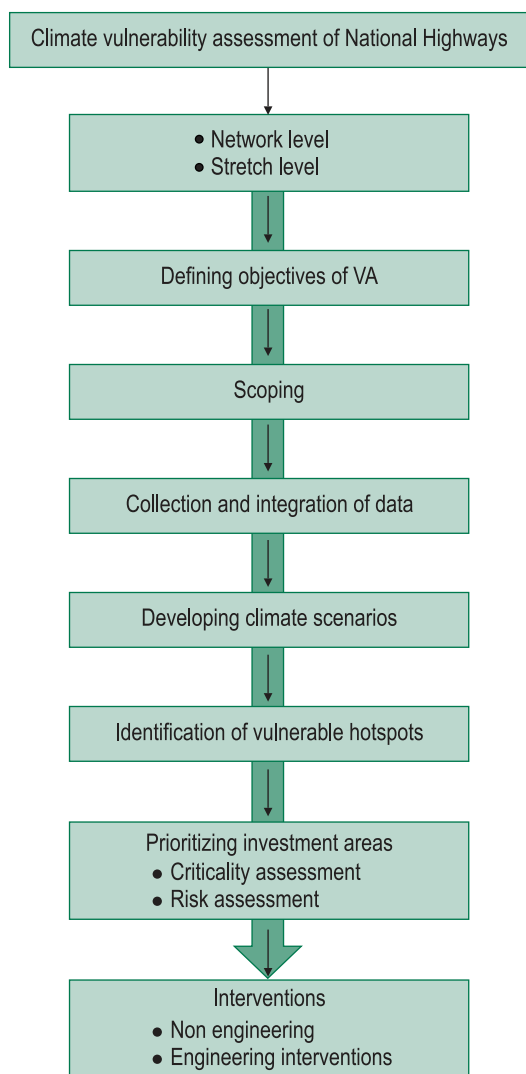 Climate vulnerability assessment of National Highways
• Network level
• Stretch level
Defining objectives of VA
Scoping
Collection and integration of data
Developing climate scenarios
Identification of vulnerable hotspots
Prioritizing investment areas
• Criticality assessment
• Risk assessment
Interventions
• Non engineering
• Engineering interventions